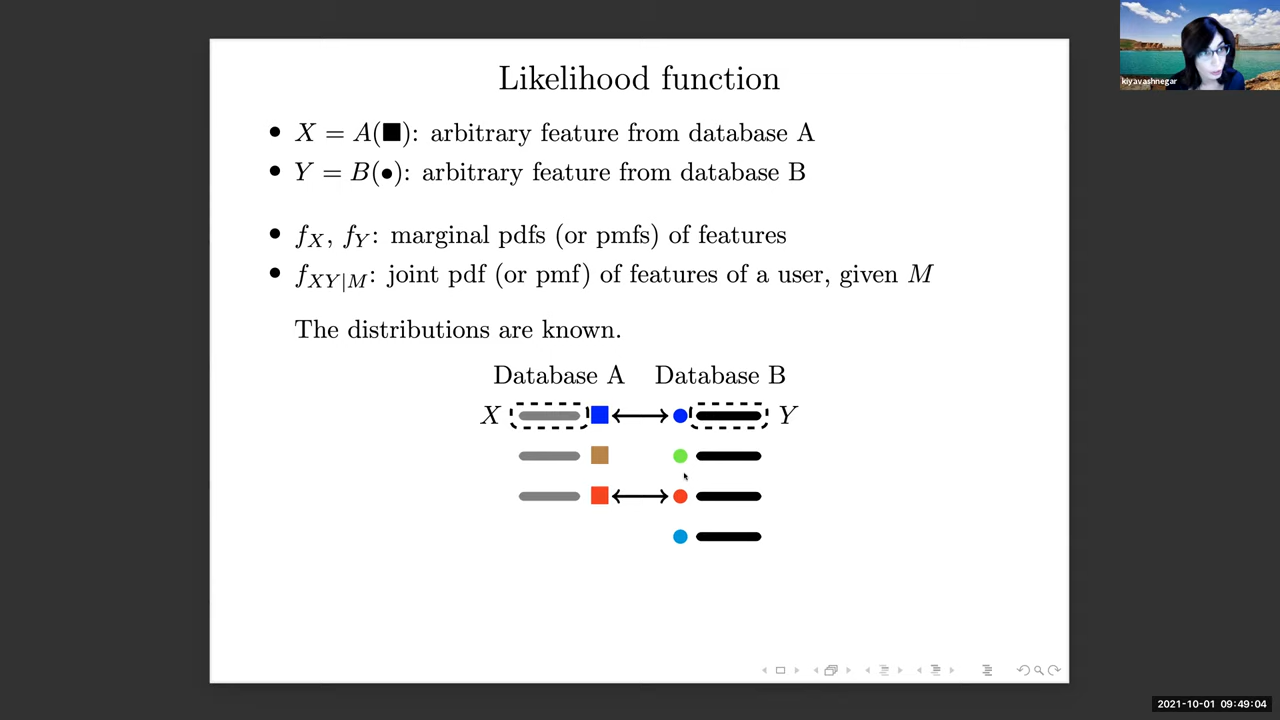 Likelihood function
• X = A(■): arbitrary feature from database A
• Y = B(●): arbitrary feature from database B
• f_X, f_Y: marginal pdfs (or pmfs) of features
• f_{XY|M}: joint pdf (or pmf) of features of a user, given M
The distributions are known.
Database A Database B
X Y
kiyavashnegar
2021-10-01 09:49:04